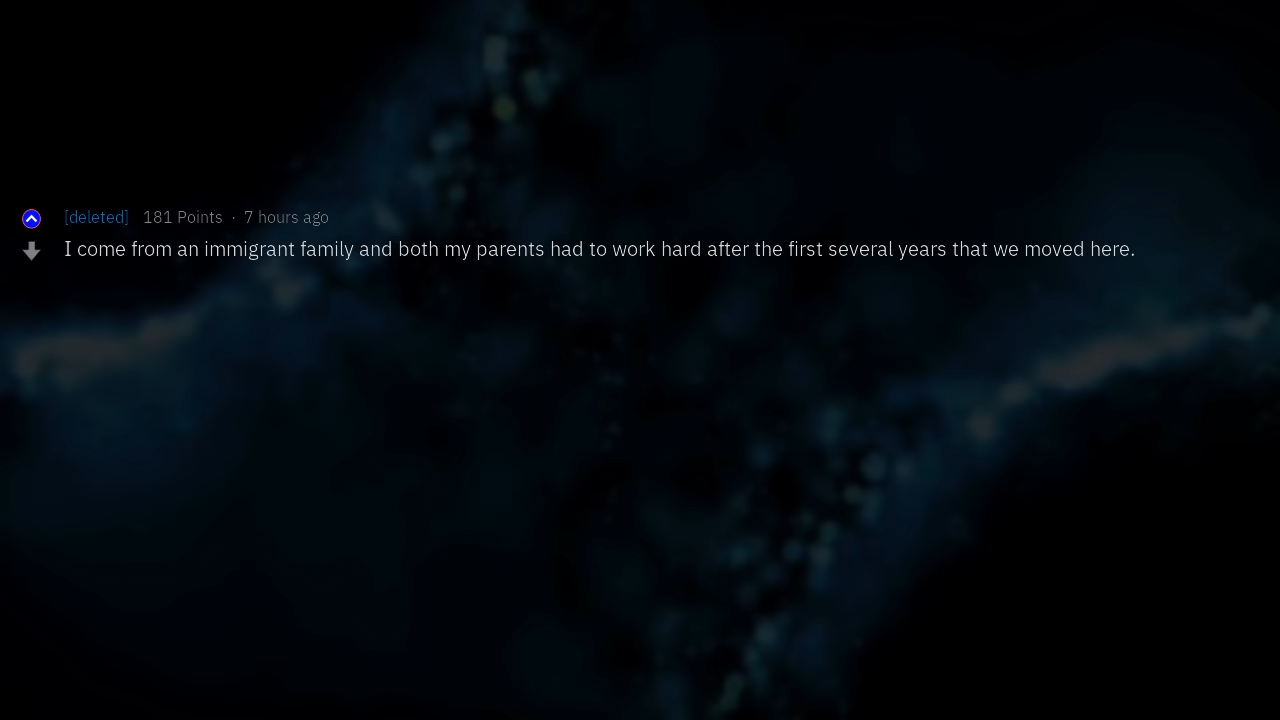 [deleted] 181 Points · 7 hours ago
I come from an immigrant family and both my parents had to work hard after the first several years that we moved here.